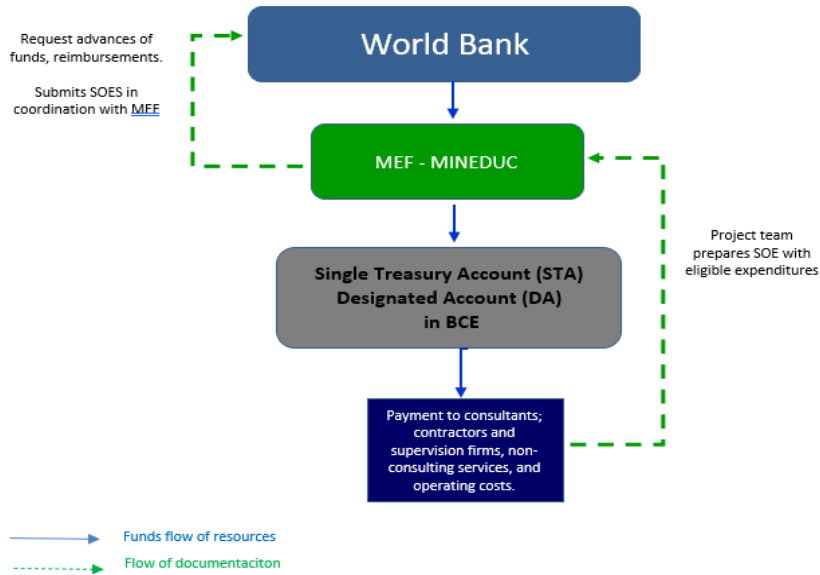 Request advances of
funds, reimbursements.
Submits SOES in
coordination with MEF
World Bank
MEF - MINEDUC
Project team
prepares SOE with
eligible expenditures
Single Treasury Account (STA)
Designated Account (DA)
in BCE
Payment to consultants;
contractors and
supervision firms, non-
consulting services, and
operating costs.
Funds flow of resources
Flow of documentaciton